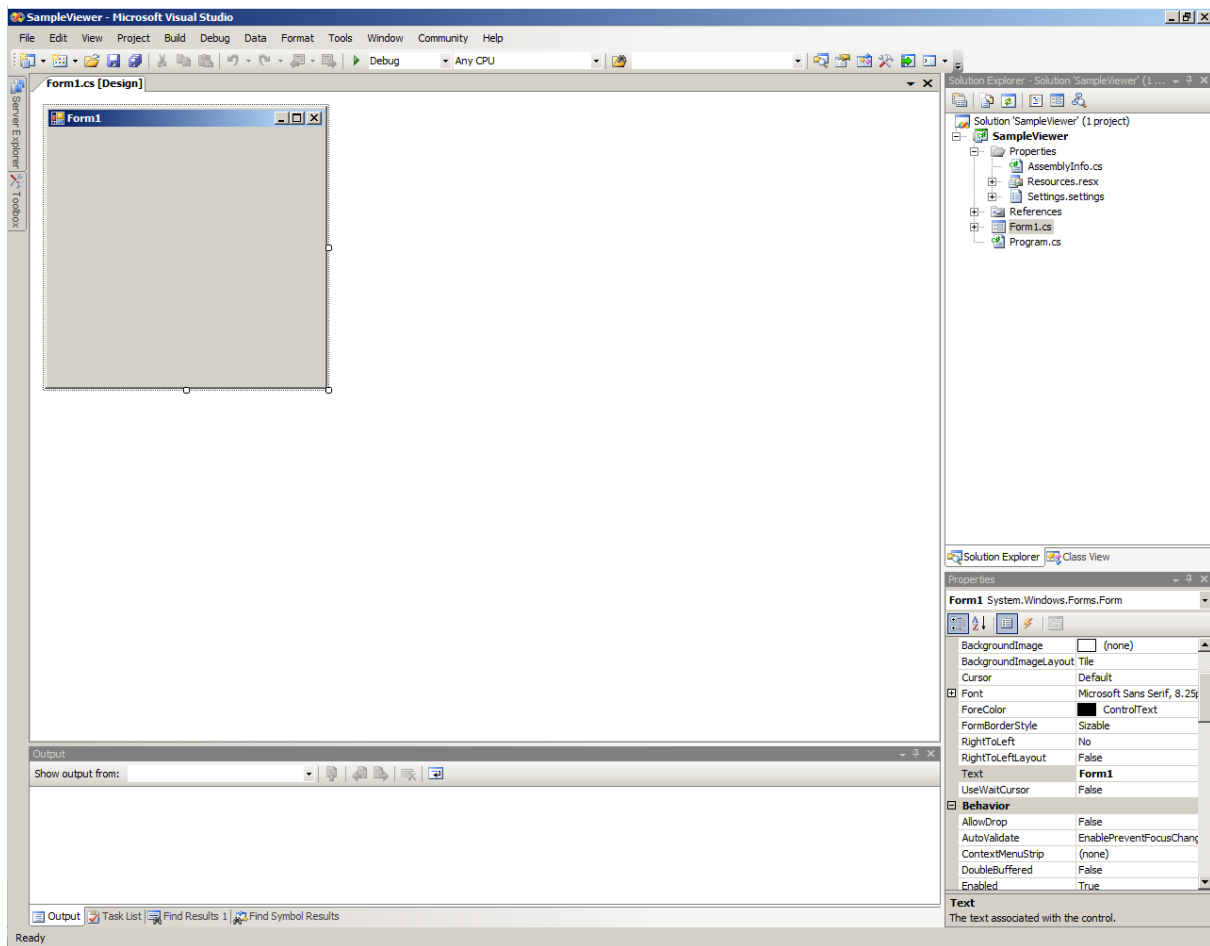 SampleViewer - Microsoft Visual Studio
File Edit View Project Build Debug Data Format Tools Window Community Help
Debug Any CPU
Server Explorer
Toolbox
Form1.cs [Design]
Form1
Solution Explorer - Solution 'SampleViewer' (1 ...
Solution 'SampleViewer' (1 project)
SampleViewer
Properties
AssemblyInfo.cs
Resources.resx
Settings.settings
References
Form1.cs
Program.cs
Solution Explorer Class View
Properties
Form1 System.Windows.Forms.Form
BackgroundImage (none)
BackgroundImageLayout Tile
Cursor Default
Font Microsoft Sans Serif, 8.25p
ForeColor ControlText
FormBorderStyle Sizable
RightToLeft No
RightToLeftLayout False
Text Form1
UseWaitCursor False
Behavior
AllowDrop False
AutoValidate EnablePreventFocusChang
ContextMenuStrip (none)
DoubleBuffered False
Enabled True
Text
The text associated with the control.
Output
Show output from:
Output Task List Find Results 1 Find Symbol Results
Ready